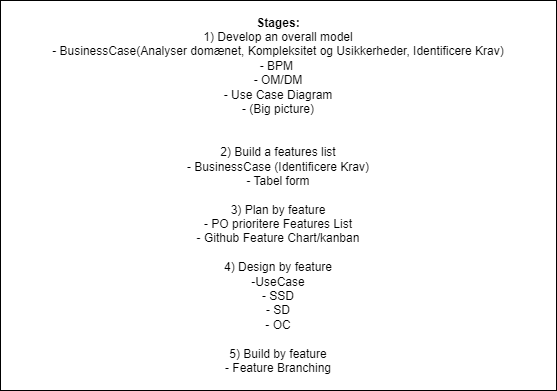 Stages:
1) Develop an overall model
- BusinessCase(Analyser domænet, Kompleksitet og Usikkerheder, Identificere Krav)
- BPM
- OM/DM
- Use Case Diagram
- (Big picture)
2) Build a features list
- BusinessCase (Identificere Krav)
- Tabel form
3) Plan by feature
- PO prioritere Features List
- Github Feature Chart/kanban
4) Design by feature
-UseCase
- SSD
- SD
- OC
5) Build by feature
- Feature Branching